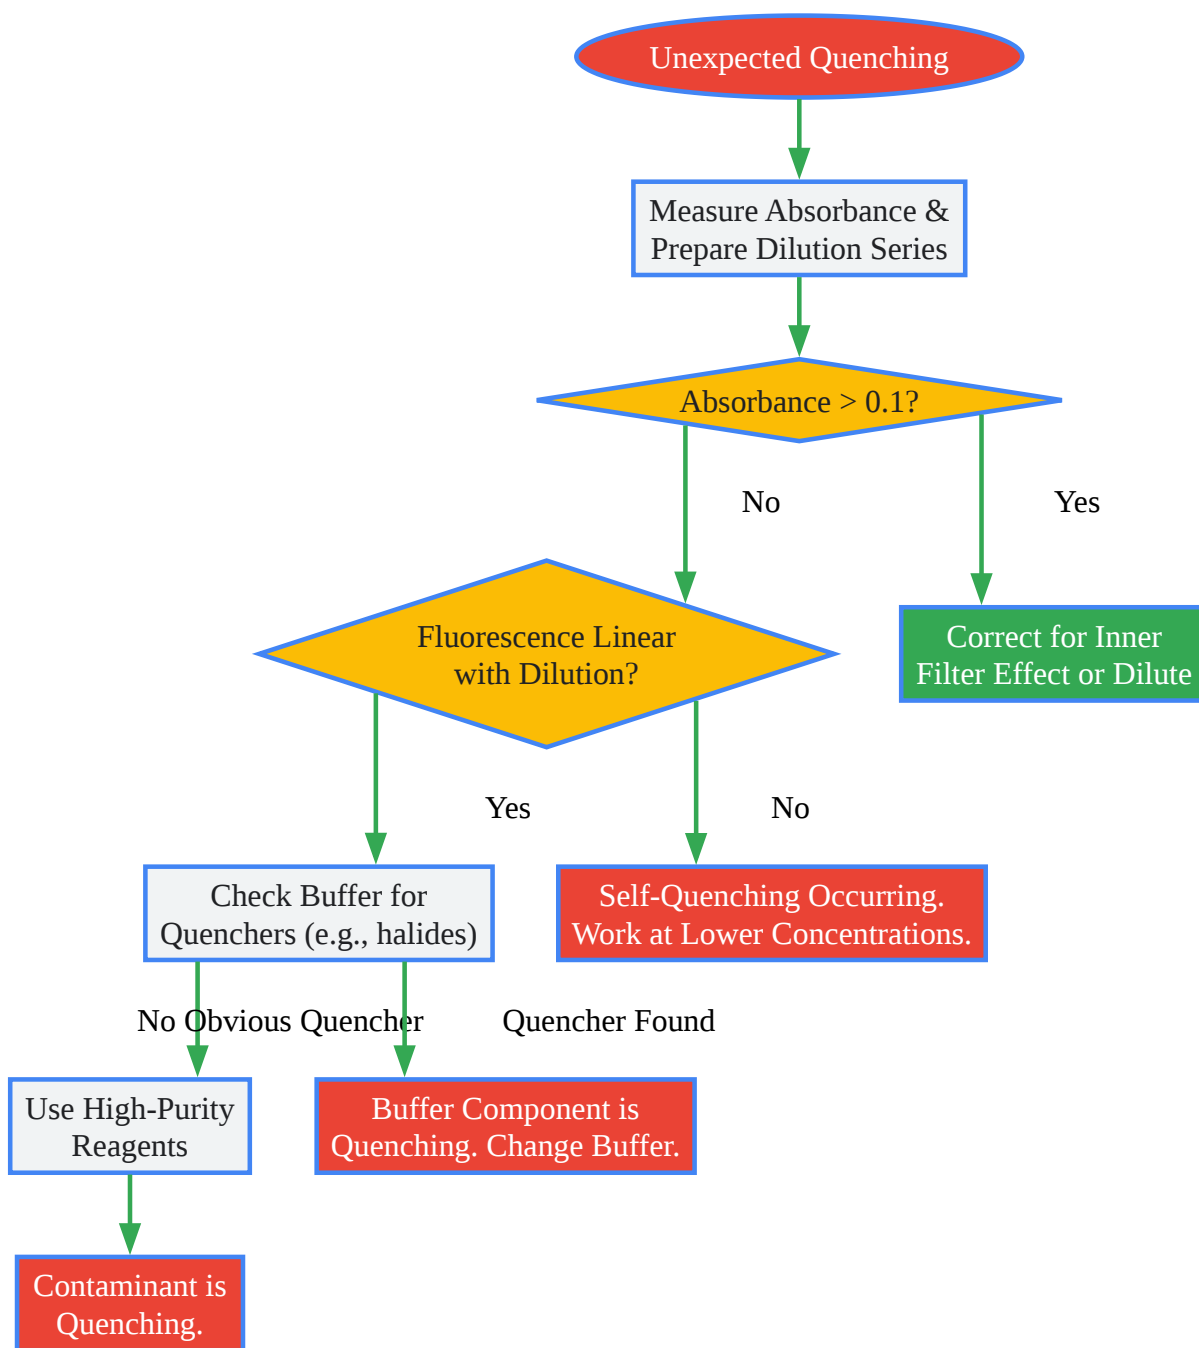 Unexpected Quenching
Measure Absorbance &
Prepare Dilution Series
Absorbance > 0.1?
No
Yes
Fluorescence Linear
with Dilution?
Correct for Inner
Filter Effect or Dilute
Yes
No
Check Buffer for
Quenchers (e.g., halides)
Self-Quenching Occurring.
Work at Lower Concentrations.
No Obvious Quencher
Quencher Found
Use High-Purity
Reagents
Buffer Component is
Quenching. Change Buffer.
Contaminant is
Quenching.